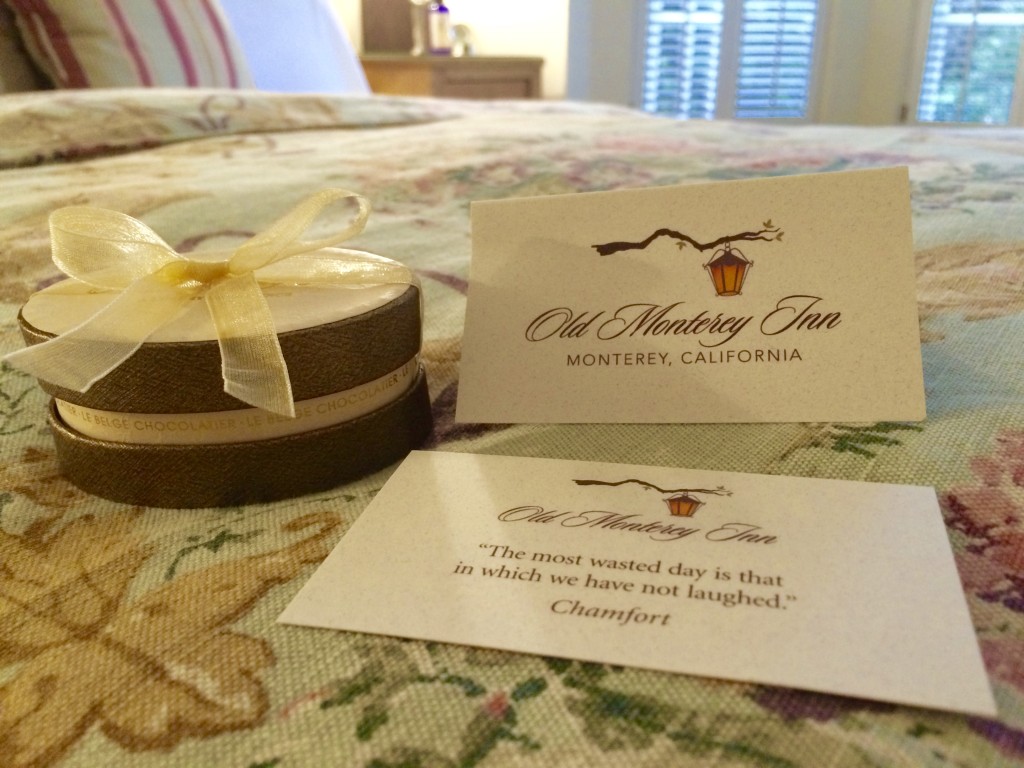 Old Monterey Inn
MONTEREY, CALIFORNIA
LE BELGE CHOCOLATIER · LE BELGE CHOCOLATIER · LE
Old Monterey Inn
“The most wasted day is that
in which we have not laughed.”
Chamfort